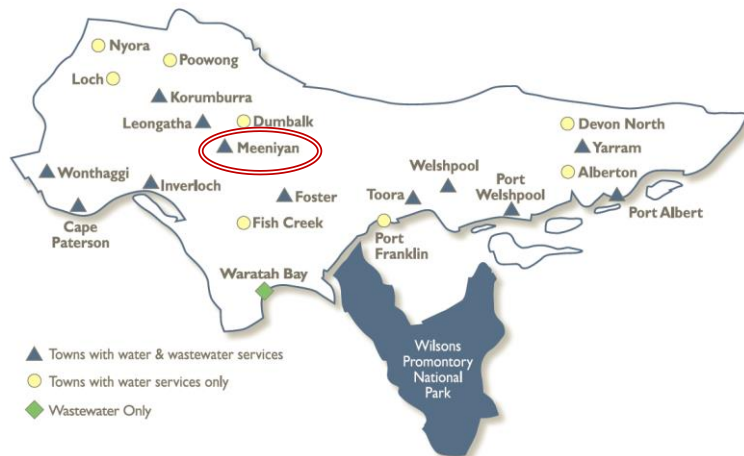 Nyora
Poowong
Loch
Korumburra
Leongatha
Dumbalk
Meeniyan
Devon North
Yarram
Wonthaggi
Inverloch
Welshpool
Port
Welshpool
Alberton
Foster
Toora
Cape
Paterson
Port Albert
Fish Creek
Port
Franklin
Waratah Bay
Wilsons
Promontory
National
Park
Towns with water & wastewater services
Towns with water services only
Wastewater Only